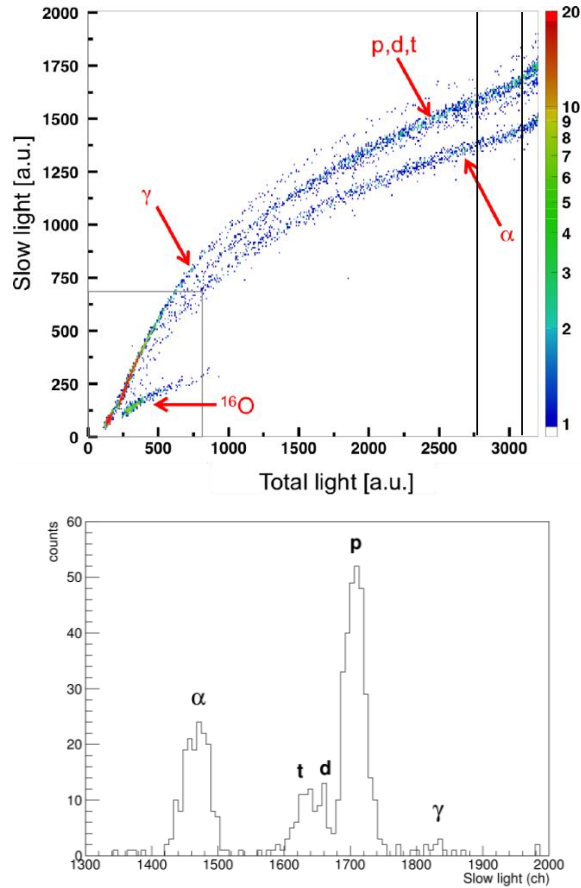 2000
1750
1500
1250
1000
750
500
250
0
Slow light [a.u.]
p,d,t
γ
α
¹⁶O
0 500 1000 1500 2000 2500 3000
Total light [a.u.]
20
10
9
8
7
6
5
4
3
2
1
counts
60
50
40
30
20
10
0
p
α
t
d
γ
1300 1400 1500 1600 1700 1800 1900 2000
Slow light (ch)